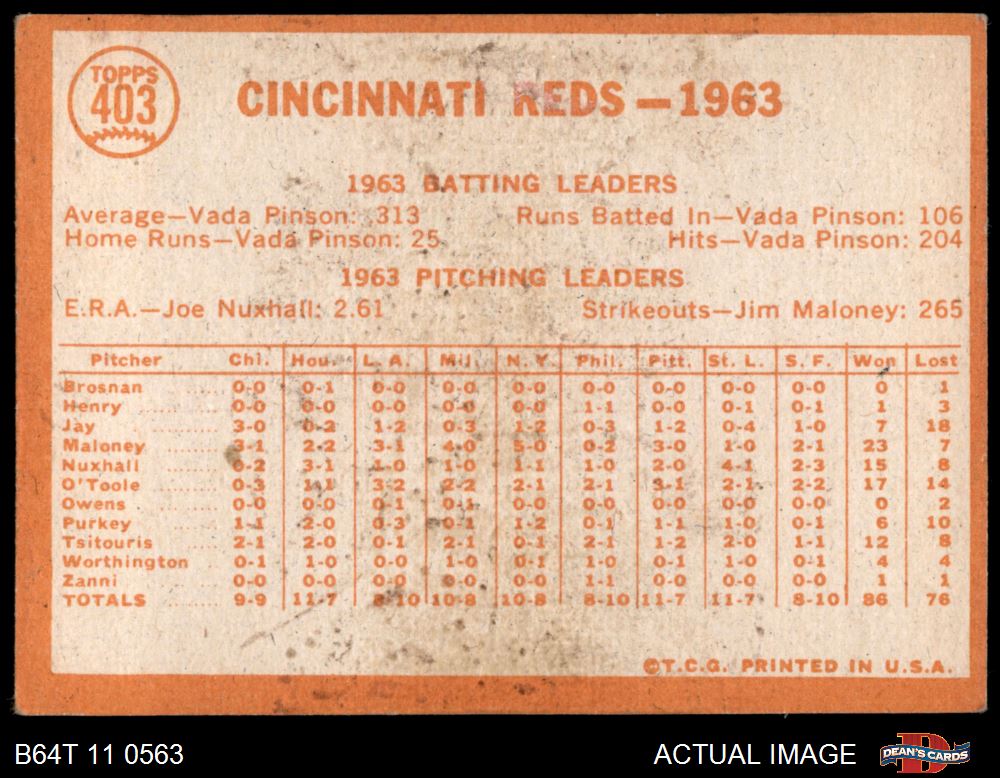 TOPPS
403
CINCINNATI REDS — 1963
1963 BATTING LEADERS
Average—Vada Pinson: .313 Runs Batted In—Vada Pinson: 106
Home Runs—Vada Pinson: 25 Hits—Vada Pinson: 204
1963 PITCHING LEADERS
E.R.A.—Joe Nuxhall: 2.61 Strikeouts—Jim Maloney: 265
Pitcher Chi. Hou. L. A. Mil. N. Y. Phil. Pitt. St. L. S. F. Won Lost
Brosnan ........ 0-0 0-1 0-0 0-0 0-0 0-0 0-0 0-0 0-0 0 1
Henry ........ 0-0 0-0 0-0 0-0 0-0 1-1 0-0 0-1 0-1 1 3
Jay ........ 3-0 0-2 1-2 0-3 1-2 0-3 1-2 0-4 1-0 7 18
Maloney ........ 3-1 2-2 3-1 4-0 5-0 0-2 3-0 1-0 2-1 23 7
Nuxhall ........ 0-2 3-1 1-0 1-0 1-1 1-0 2-0 4-1 2-3 15 8
O'Toole ........ 0-3 1-1 3-2 2-2 2-1 2-1 3-1 2-1 2-2 17 14
Owens ........ 0-0 0-0 0-1 0-1 0-0 0-0 0-0 0-0 0-0 0 2
Purkey ........ 1-1 2-0 0-3 0-1 1-2 0-1 1-1 1-0 0-1 6 10
Tsitouris ...... 2-1 2-0 0-1 2-1 0-1 2-1 1-2 2-0 1-1 12 8
Worthington .... 0-1 1-0 0-0 1-0 0-1 1-0 0-1 1-0 0-1 4 4
Zanni ........ 0-0 0-0 0-0 0-0 0-0 1-1 0-0 0-0 0-0 1 1
TOTALS ........ 9-9 11-7 8-10 10-8 10-8 8-10 11-7 11-7 8-10 86 76
©T.C.G. PRINTED IN U.S.A.
B64T 11 0563 ACTUAL IMAGE DEAN'S CARDS